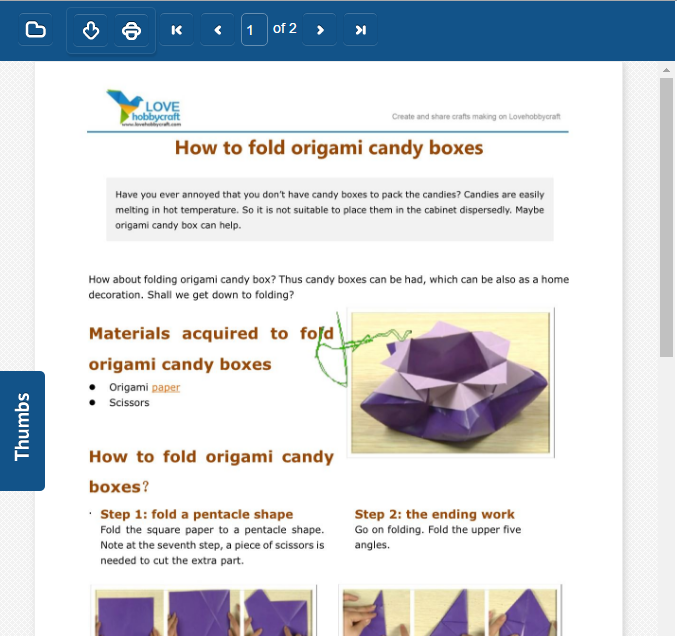 1 of 2
LOVE
hobbycraft
www.lovehobbycraft.com
Create and share crafts making on Lovehobbycraft
How to fold origami candy boxes
Have you ever annoyed that you don't have candy boxes to pack the candies? Candies are easily
melting in hot temperature. So it is not suitable to place them in the cabinet dispersedly. Maybe
origami candy box can help.
How about folding origami candy box? Thus candy boxes can be had, which can be also as a home
decoration. Shall we get down to folding?
Materials acquired to fold
origami candy boxes
● Origami paper
● Scissors
How to fold origami candy
boxes?
Step 1: fold a pentacle shape
Fold the square paper to a pentacle shape.
Note at the seventh step, a piece of scissors is
needed to cut the extra part.
Step 2: the ending work
Go on folding. Fold the upper five
angles.
Thumbs